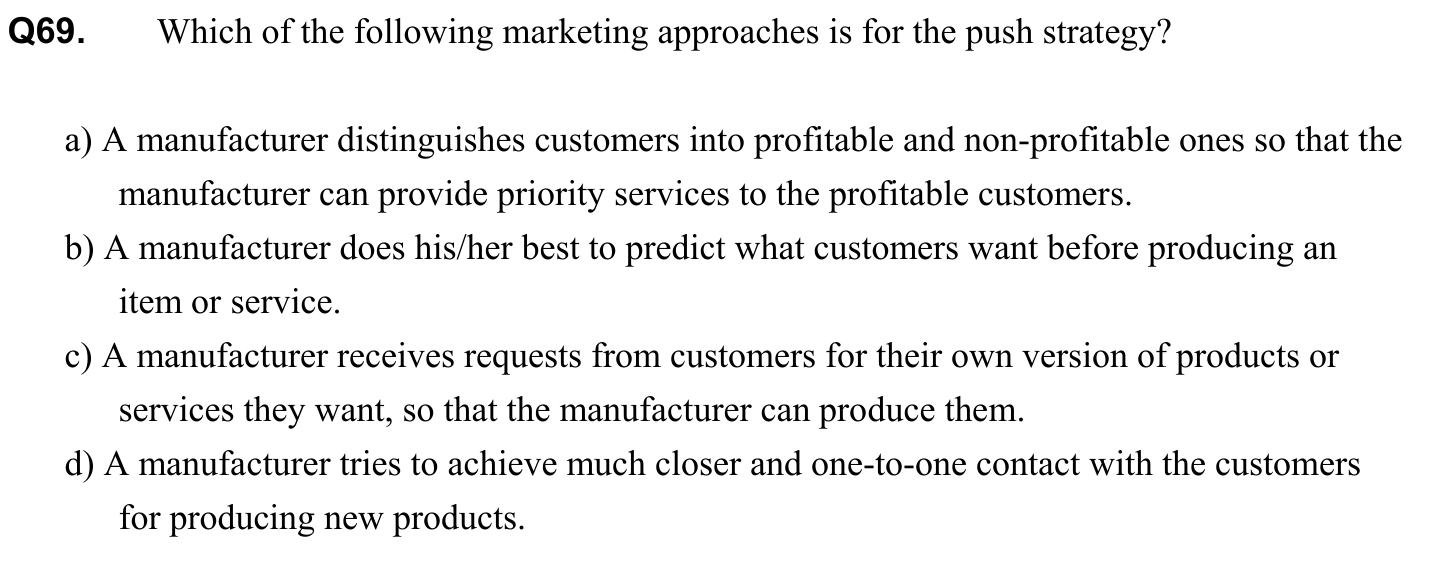 Q69. Which of the following marketing approaches is for the push strategy?
a) A manufacturer distinguishes customers into profitable and non-profitable ones so that the
manufacturer can provide priority services to the profitable customers.
b) A manufacturer does his/her best to predict what customers want before producing an
item or service.
c) A manufacturer receives requests from customers for their own version of products or
services they want, so that the manufacturer can produce them.
d) A manufacturer tries to achieve much closer and one-to-one contact with the customers
for producing new products.